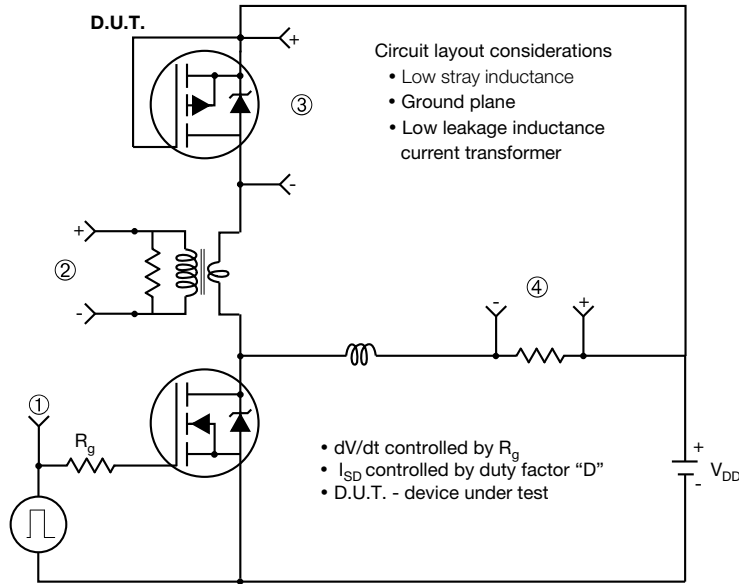 D.U.T.
+
Circuit layout considerations
• Low stray inductance
③
• Ground plane
• Low leakage inductance
current transformer
-
+
②
-
④
-
+
①
Rg
• dV/dt controlled by Rg
• ISD controlled by duty factor “D”
• D.U.T. - device under test
+
VDD
-